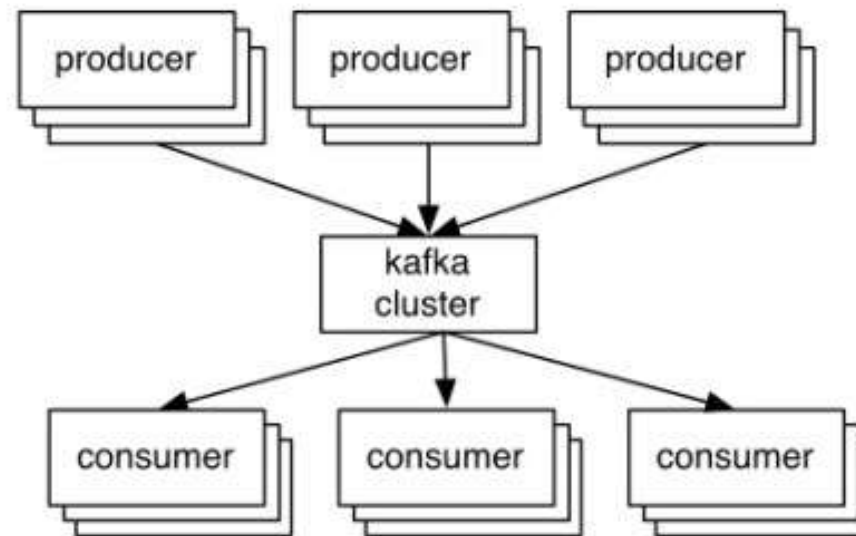 producer
producer
producer
kafka
cluster
consumer
consumer
consumer